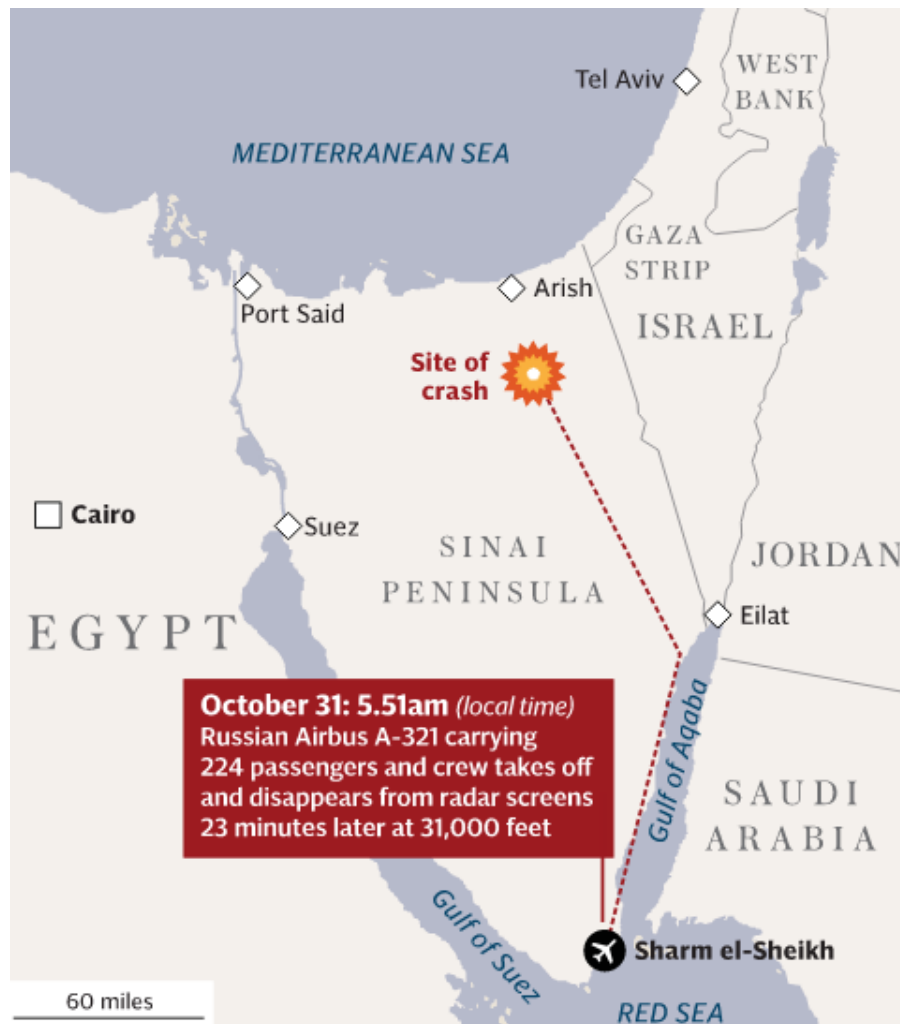 WEST
BANK
Tel Aviv
MEDITERRANEAN SEA
GAZA
STRIP
Arish
Port Said
ISRAEL
Site of
crash
Cairo
Suez
SINAI
PENINSULA
JORDAN
Eilat
EGYPT
October 31: 5.51am (local time)
Russian Airbus A-321 carrying
224 passengers and crew takes off
and disappears from radar screens
23 minutes later at 31,000 feet
Gulf of Aqaba
SAUDI
ARABIA
Gulf of Suez
Sharm el-Sheikh
60 miles
RED SEA